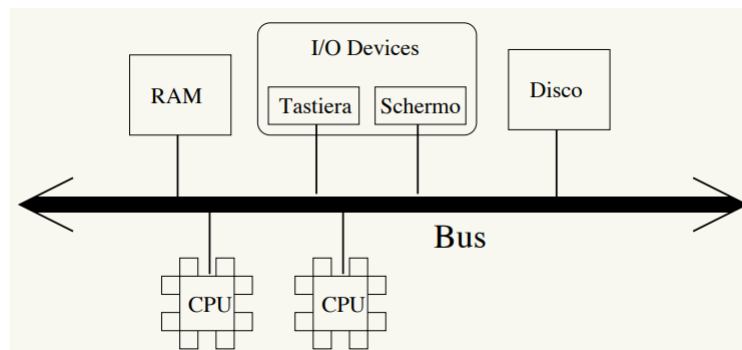 I/O Devices
RAM
Tastiera
Schermo
Disco
Bus
CPU
CPU